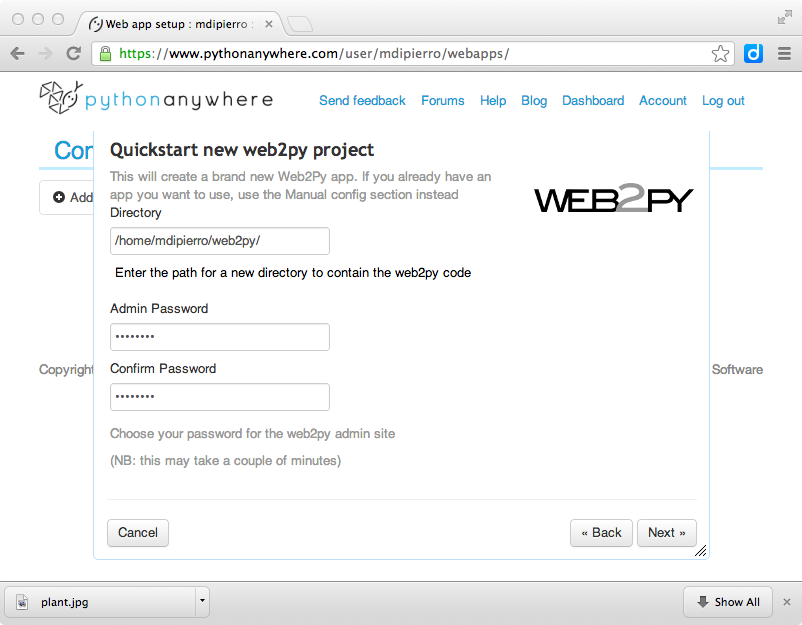 Web app setup : mdipierro :
https://www.pythonanywhere.com/user/mdipierro/webapps/
pythonanywhere
Send feedback Forums Help Blog Dashboard Account Log out
Con
Quickstart new web2py project
This will create a brand new Web2Py app. If you already have an
app you want to use, use the Manual config section instead
WEB2PY
Add
Directory
/home/mdipierro/web2py/
Enter the path for a new directory to contain the web2py code
Admin Password
••••••••
Copyright
Confirm Password
Software
••••••••
Choose your password for the web2py admin site
(NB: this may take a couple of minutes)
Cancel
« Back
Next »
plant.jpg
Show All